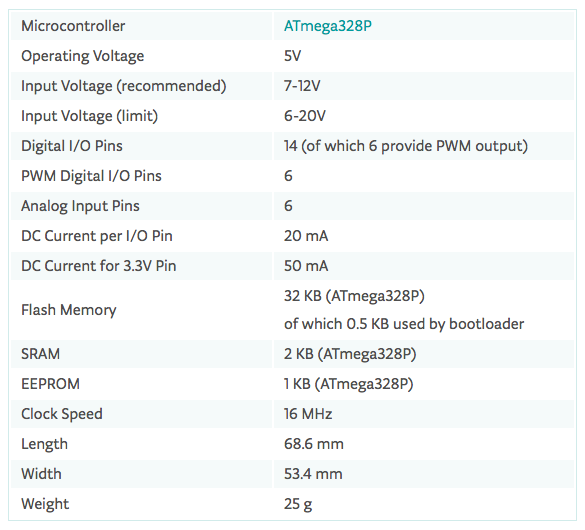 Microcontroller ATmega328P
Operating Voltage 5V
Input Voltage (recommended) 7-12V
Input Voltage (limit) 6-20V
Digital I/O Pins 14 (of which 6 provide PWM output)
PWM Digital I/O Pins 6
Analog Input Pins 6
DC Current per I/O Pin 20 mA
DC Current for 3.3V Pin 50 mA
Flash Memory 32 KB (ATmega328P)
of which 0.5 KB used by bootloader
SRAM 2 KB (ATmega328P)
EEPROM 1 KB (ATmega328P)
Clock Speed 16 MHz
Length 68.6 mm
Width 53.4 mm
Weight 25 g